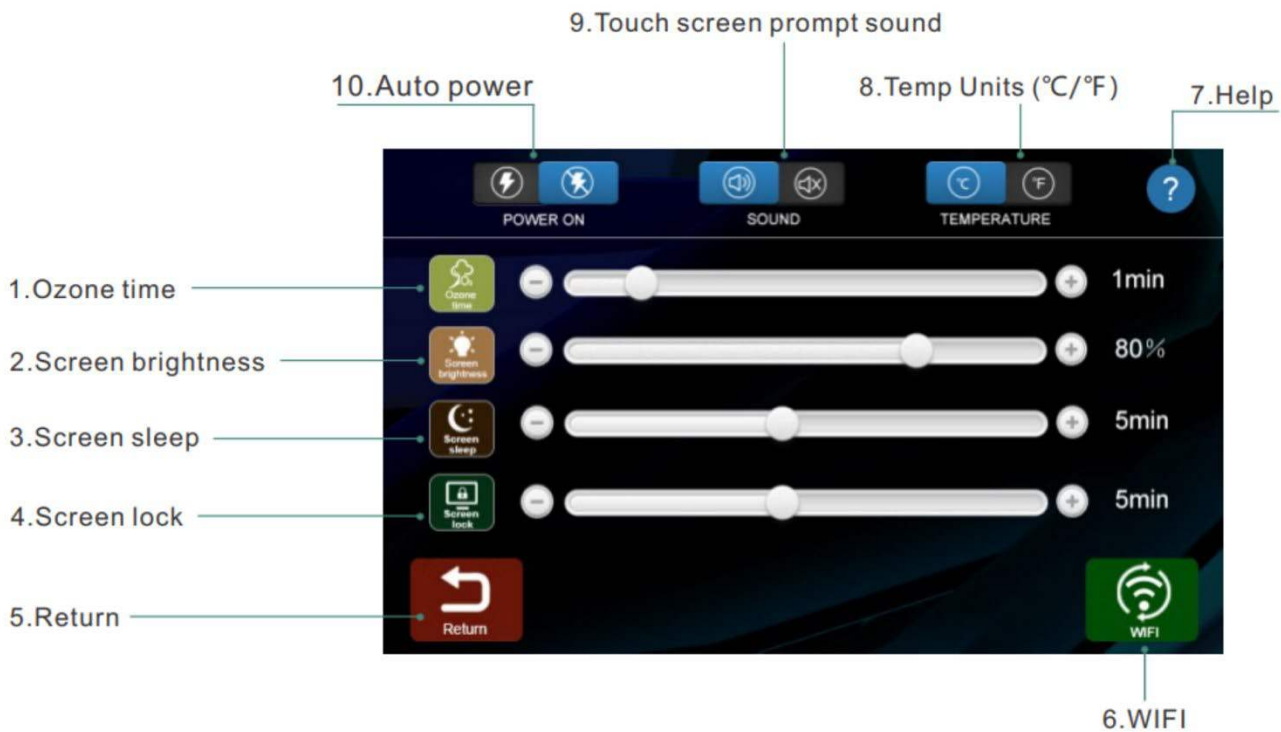 9.Touch screen prompt sound
10.Auto power
8.Temp Units (℃/℉)
7.Help
℃
℉
?
POWER ON
SOUND
TEMPERATURE
1.Ozone time
O₃
Ozone
time
1min
2.Screen brightness
Screen
brightness
80%
3.Screen sleep
Screen
sleep
5min
4.Screen lock
Screen
lock
5min
5.Return
Return
WIFI
6.WIFI